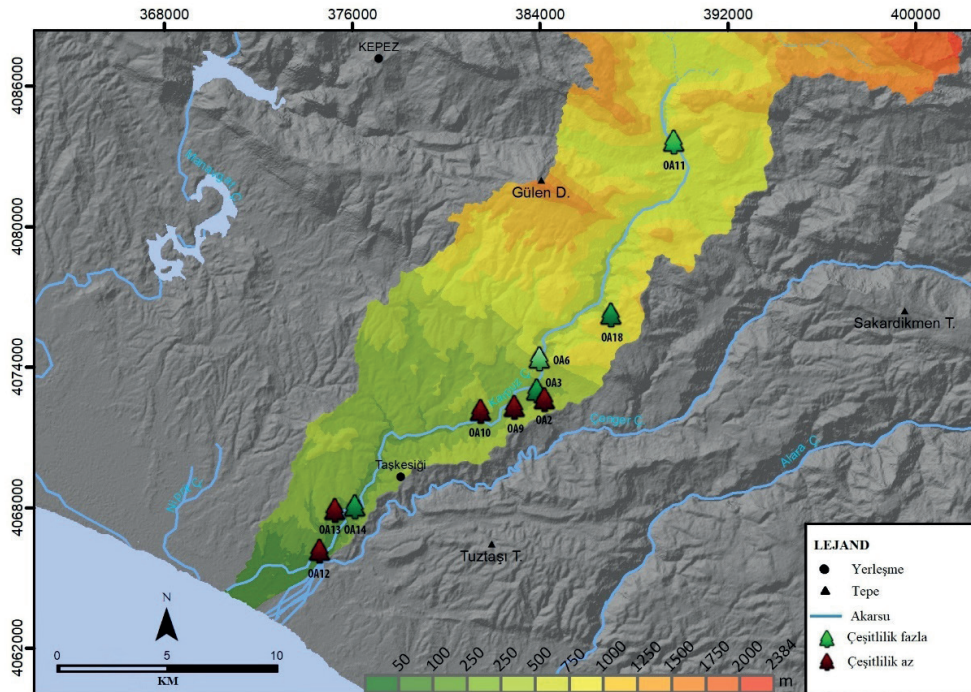 368000 376000 384000 392000 400000
KEPEZ
4086000
OA11
Gülen D.
4080000
Sakardikmen T.
OA18
4074000
OA6
OA3
OA2
OA9
OA10
Çengel Ç.
Alara Ç.
Taşkesiği
4068000
OA13 OA14
Tuztaşı T.
OA12
4062000
N
0 5 10
KM
50 100 250 250 500 750 1000 1250 1500 1750 2000 2384
m
LEJAND
Yerleşme
Tepe
Akarsu
Çeşitlilik fazla
Çeşitlilik az